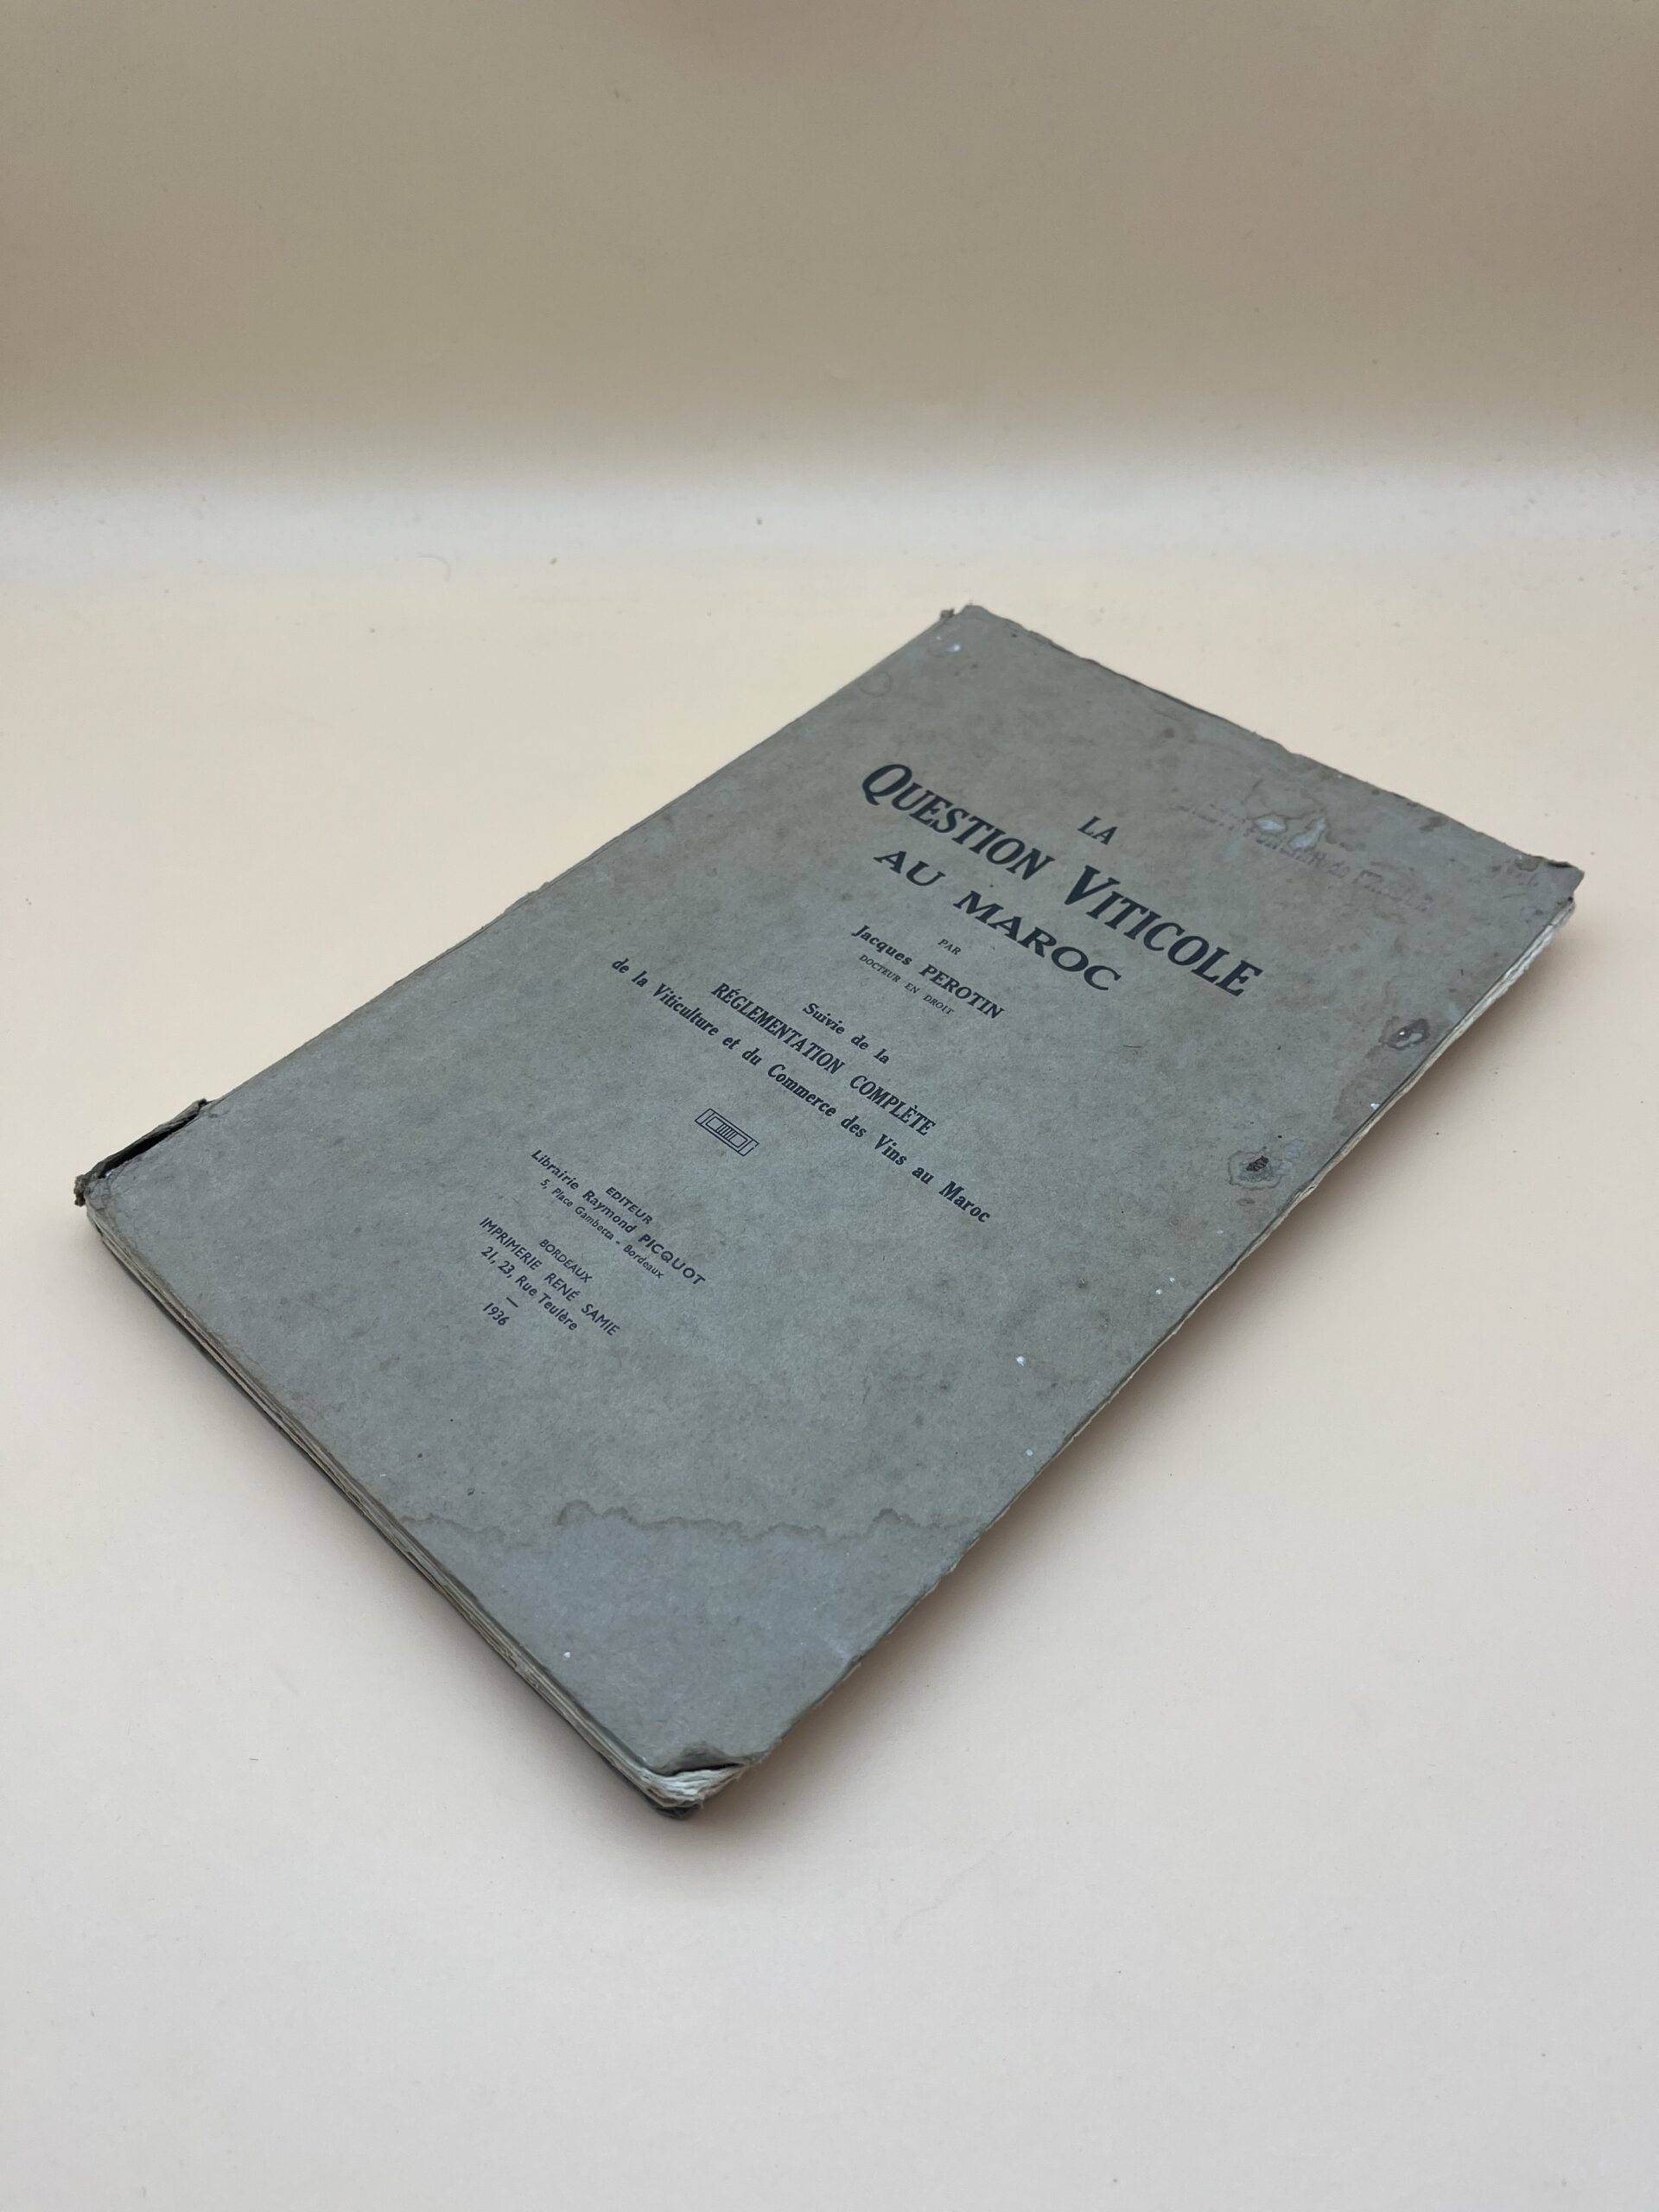 LA
QUESTION VITICOLE
AU MAROC
PAR
Jacques PEROTIN
DOCTEUR EN DROIT
Suivie de la
RÉGLEMENTATION COMPLÈTE
de la Viticulture et du Commerce des Vins au Maroc
EDITEUR
Librairie Raymond PICQUOT
5, Place Gambetta - Bordeaux
BORDEAUX
IMPRIMERIE RENÉ SAMIE
21, 23, Rue Teulère
—
1936